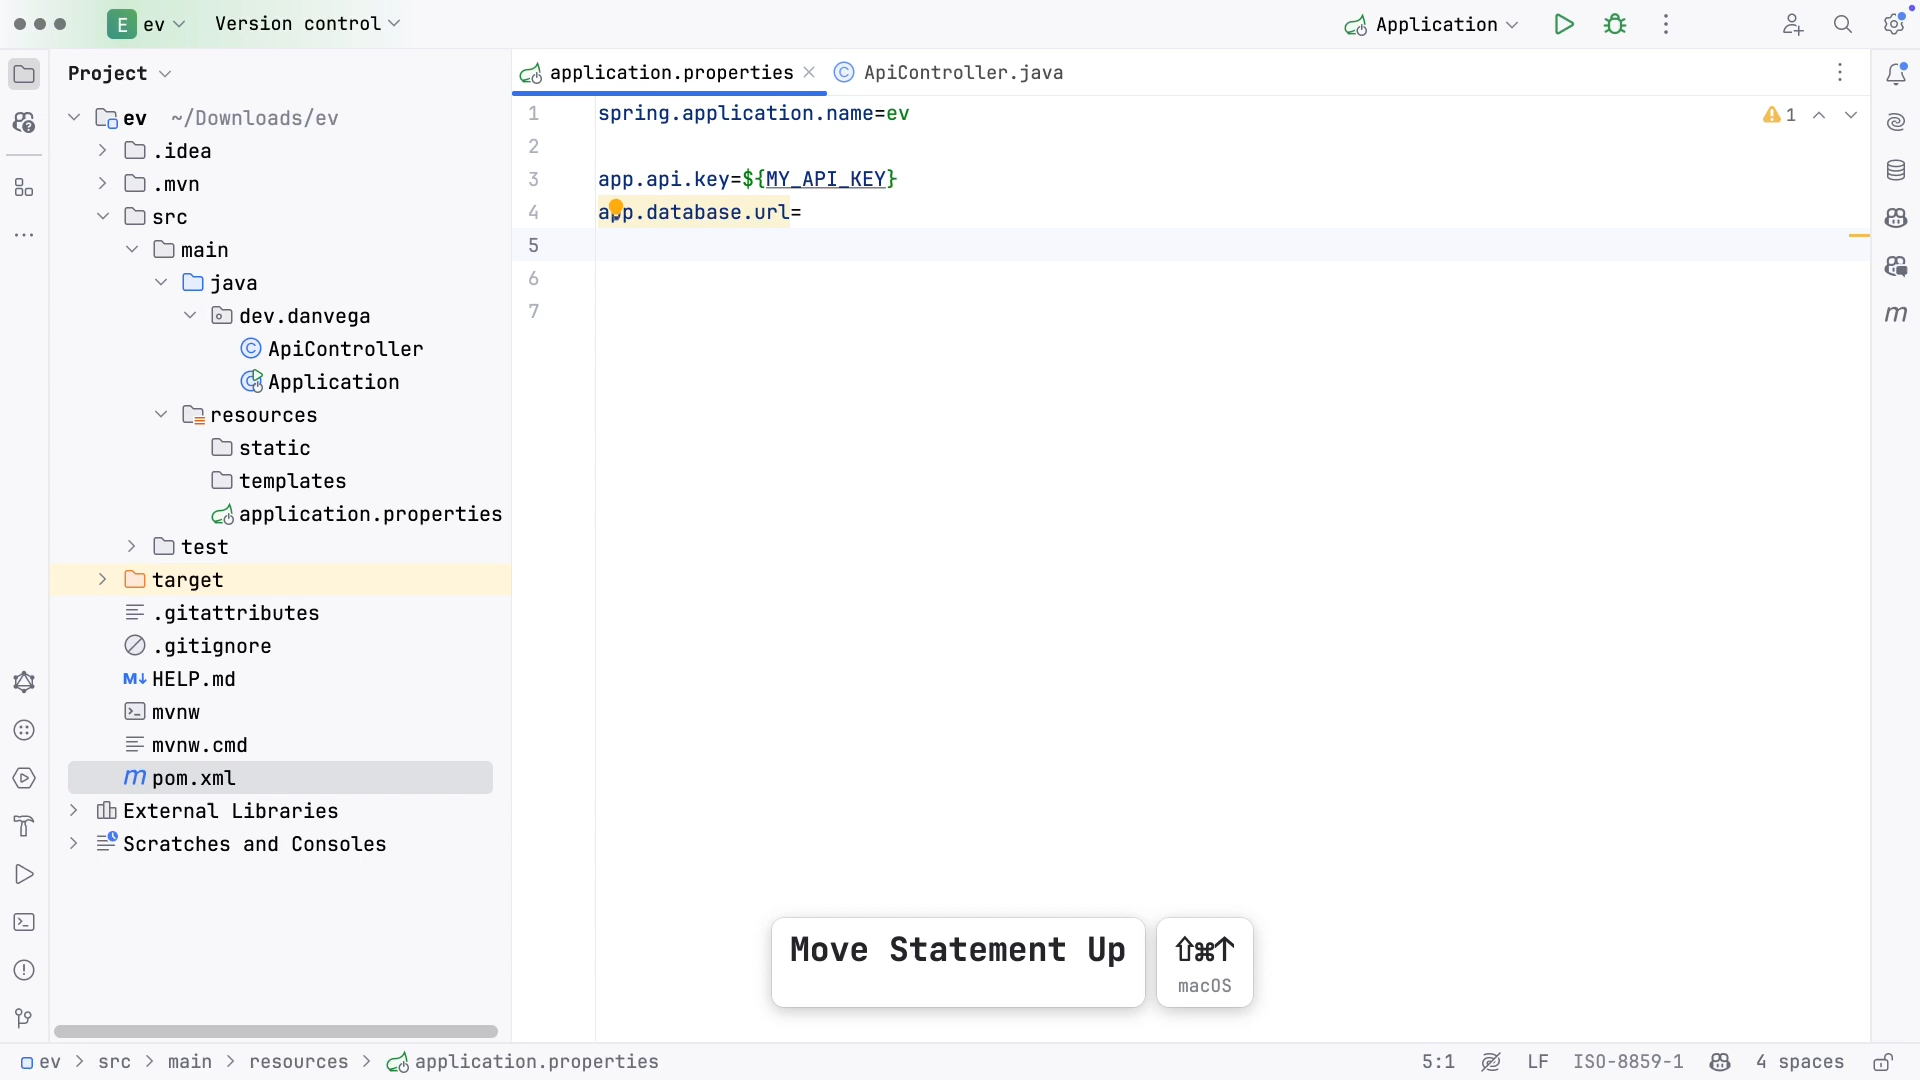 E ev Version control Application
Project
application.properties ApiController.java
ev ~/Downloads/ev
.idea
.mvn
src
main
java
dev.danvega
ApiController
Application
resources
static
templates
application.properties
test
target
.gitattributes
.gitignore
HELP.md
mvnw
mvnw.cmd
pom.xml
External Libraries
Scratches and Consoles
1 spring.application.name=ev
2
3 app.api.key=${MY_API_KEY}
4 app.database.url=
5
6
7
1
Move Statement Up ⇧⌘↑
macOS
ev > src > main > resources > application.properties 5:1 LF ISO-8859-1 4 spaces